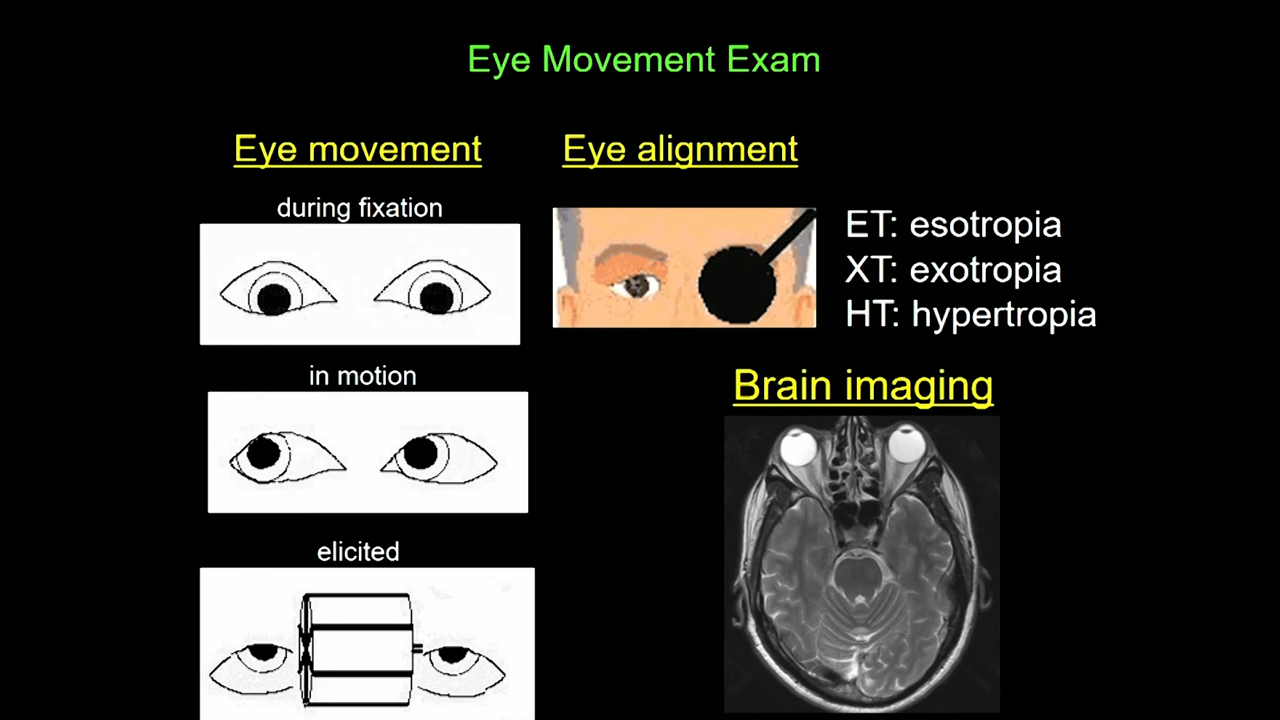 Eye Movement Exam
Eye movement
during fixation
in motion
elicited
Eye alignment
ET: esotropia
XT: exotropia
HT: hypertropia
Brain imaging